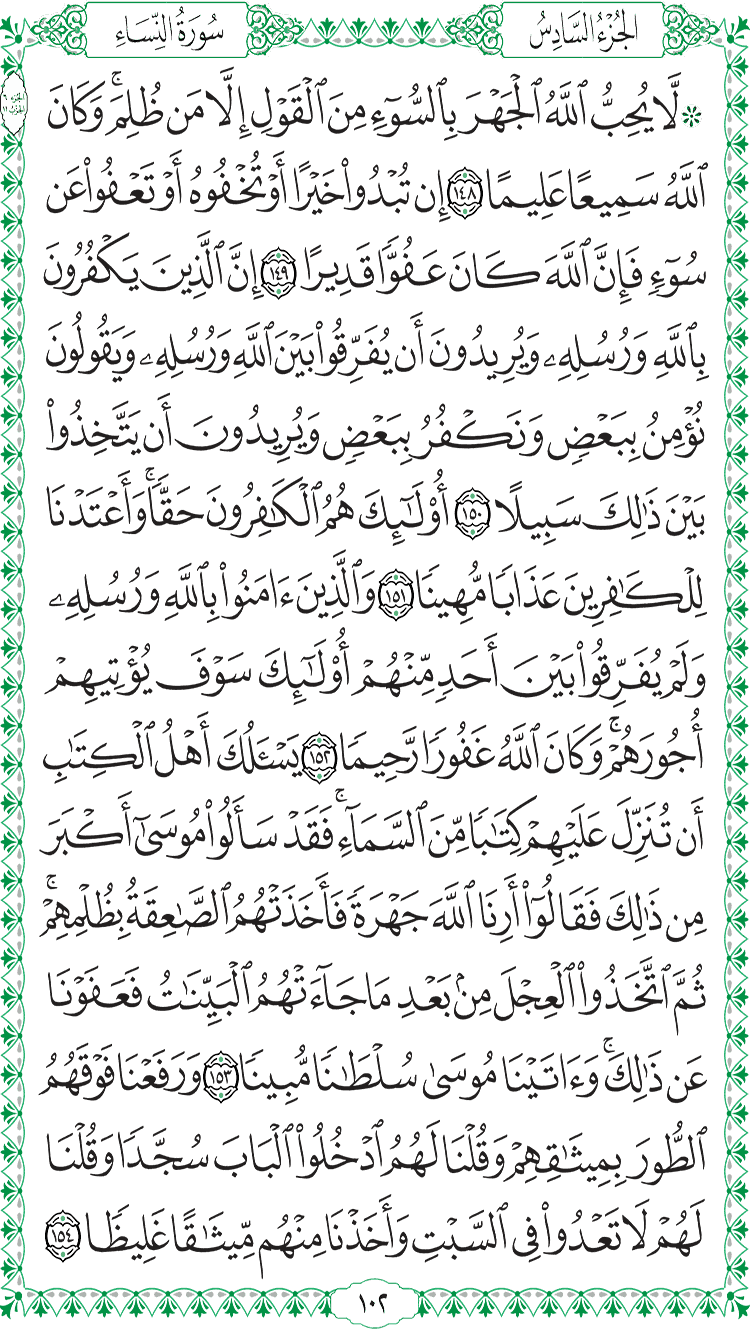 الجُزْءُ السَّادِسُ
سُورَةُ النِّسَاءِ
۞ لَّا يُحِبُّ ٱللَّهُ ٱلْجَهْرَ بِٱلسُّوٓءِ مِنَ ٱلْقَوْلِ إِلَّا مَن ظُلِمَۚ وَكَانَ
ٱللَّهُ سَمِيعًا عَلِيمًا ١٤٨ إِن تُبْدُوا۟ خَيْرًا أَوْ تُخْفُوهُ أَوْ تَعْفُوا۟ عَن
سُوٓءٍ فَإِنَّ ٱللَّهَ كَانَ عَفُوًّا قَدِيرًا ١٤٩ إِنَّ ٱلَّذِينَ يَكْفُرُونَ
بِٱللَّهِ وَرُسُلِهِۦ وَيُرِيدُونَ أَن يُفَرِّقُوا۟ بَيْنَ ٱللَّهِ وَرُسُلِهِۦ وَيَقُولُونَ
نُؤْمِنُ بِبَعْضٍ وَنَكْفُرُ بِبَعْضٍ وَيُرِيدُونَ أَن يَتَّخِذُوا۟
بَيْنَ ذَٰلِكَ سَبِيلًا ١٥٠ أُو۟لَـٰٓئِكَ هُمُ ٱلْكَـٰفِرُونَ حَقًّاۚ وَأَعْتَدْنَا
لِلْكَـٰفِرِينَ عَذَابًا مُّهِينًا ١٥١ وَٱلَّذِينَ ءَامَنُوا۟ بِٱللَّهِ وَرُسُلِهِۦ
وَلَمْ يُفَرِّقُوا۟ بَيْنَ أَحَدٍ مِّنْهُمْ أُو۟لَـٰٓئِكَ سَوْفَ يُؤْتِيهِمْ
أُجُورَهُمْۚ وَكَانَ ٱللَّهُ غَفُورًا رَّحِيمًا ١٥٢ يَسْـَٔلُكَ أَهْلُ ٱلْكِتَـٰبِ
أَن تُنَزِّلَ عَلَيْهِمْ كِتَـٰبًا مِّنَ ٱلسَّمَآءِۚ فَقَدْ سَأَلُوا۟ مُوسَىٰٓ أَكْبَرَ
مِن ذَٰلِكَ فَقَالُوٓا۟ أَرِنَا ٱللَّهَ جَهْرَةً فَأَخَذَتْهُمُ ٱلصَّـٰعِقَةُ بِظُلْمِهِمْۚ
ثُمَّ ٱتَّخَذُوا۟ ٱلْعِجْلَ مِنۢ بَعْدِ مَا جَآءَتْهُمُ ٱلْبَيِّنَـٰتُ فَعَفَوْنَا
عَن ذَٰلِكَۚ وَءَاتَيْنَا مُوسَىٰ سُلْطَـٰنًا مُّبِينًا ١٥٣ وَرَفَعْنَا فَوْقَهُمُ
ٱلطُّورَ بِمِيثَـٰقِهِمْ وَقُلْنَا لَهُمُ ٱدْخُلُوا۟ ٱلْبَابَ سُجَّدًا وَقُلْنَا
لَهُمْ لَا تَعْدُوا۟ فِى ٱلسَّبْتِ وَأَخَذْنَا مِنْهُم مِّيثَـٰقًا غَلِيظًا ١٥٤
١٠٢